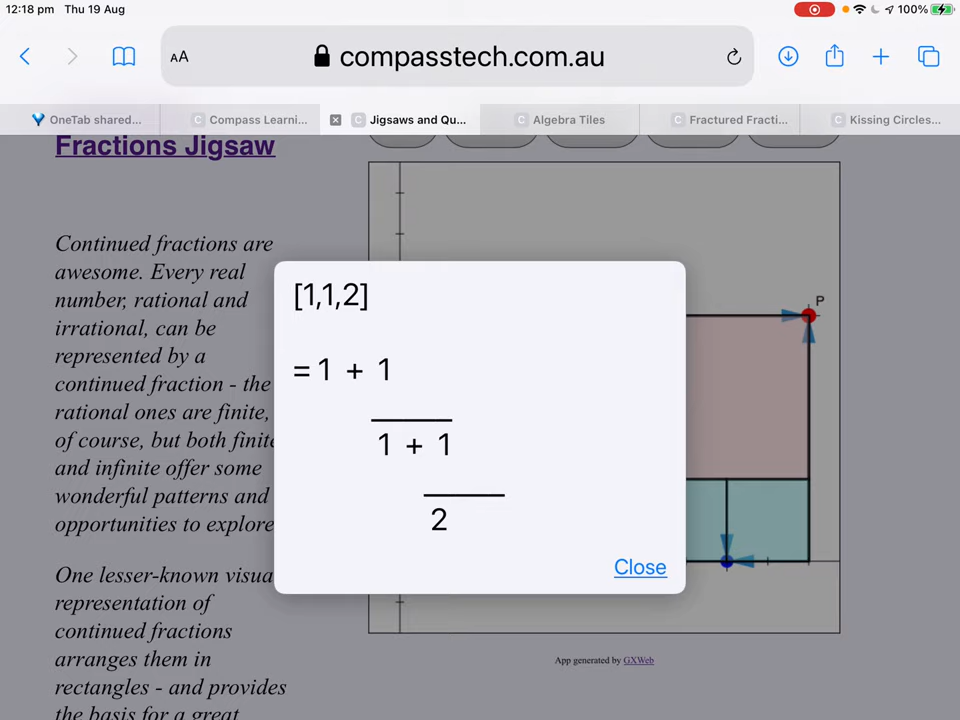 12:18 pm Thu 19 Aug
100%
AA compasstech.com.au
OneTab shared...
Compass Learni...
Jigsaws and Qu...
Algebra Tiles
Fractured Fracti...
Kissing Circles...
Fractions Jigsaw
Continued fractions are
awesome. Every real
number, rational and
irrational, can be
represented by a
continued fraction - the
rational ones are finite,
of course, but both finite
and infinite offer some
wonderful patterns and
opportunities to explore
One lesser-known visua
representation of
continued fractions
arranges them in
rectangles - and provides
the basis for a great
[1,1,2]
= 1 + 1
1 + 1
2
Close
P
App generated by GXWeb